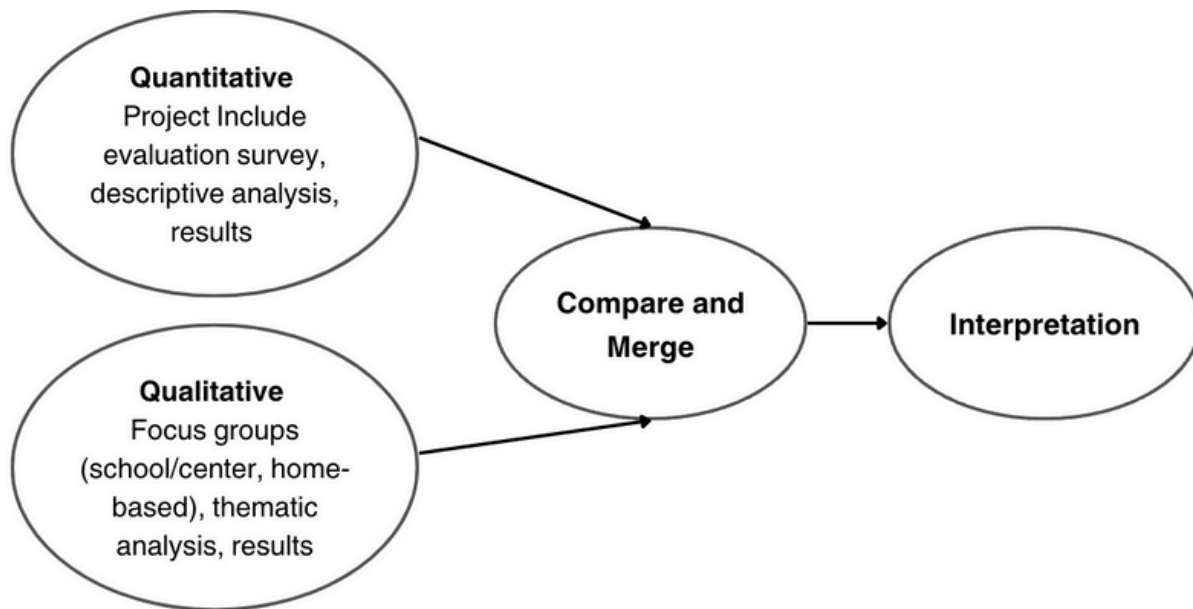 Quantitative
Project Include
evaluation survey,
descriptive analysis,
results
Compare and
Merge
Interpretation
Qualitative
Focus groups
(school/center, home-
based), thematic
analysis, results